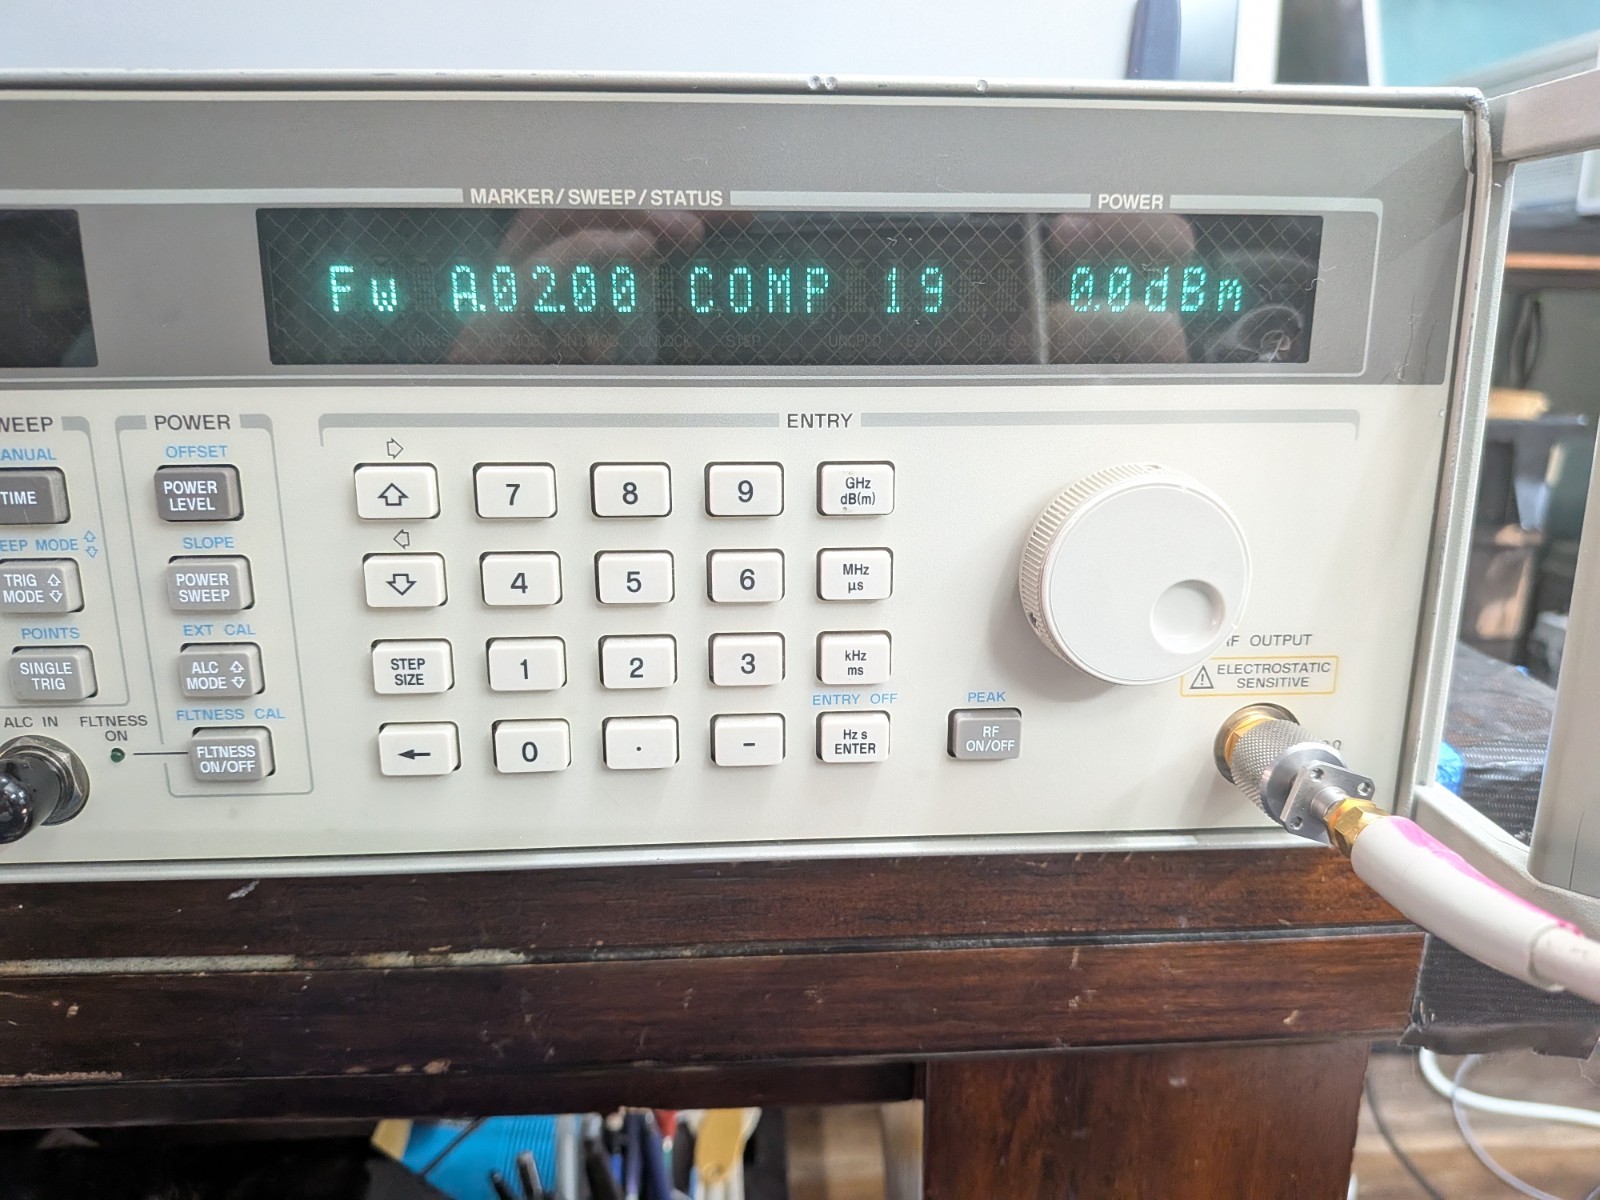 MARKER/SWEEP/STATUS
POWER
Fw A.02.00 COMP 19 0.0dBm
WEEP
POWER
ENTRY
ANUAL
OFFSET
TIME
POWER
LEVEL
7
8
9
GHz
dB(m)
EEP MODE
SLOPE
TRIG
MODE
POWER
SWEEP
4
5
6
MHz
µs
POINTS
EXT CAL
SINGLE
TRIG
ALC
MODE
STEP
SIZE
1
2
3
kHz
ms
RF OUTPUT
ELECTROSTATIC
SENSITIVE
ALC IN
FLTNESS
ON
FLTNESS CAL
FLTNESS
ON/OFF
0
.
-
ENTRY OFF
Hz s
ENTER
PEAK
RF
ON/OFF